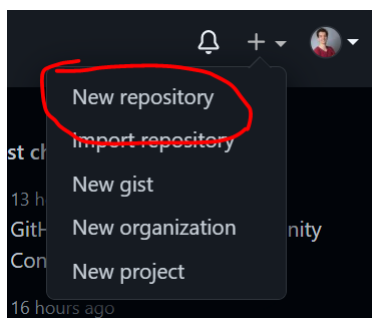 New repository
st ch
Import repository
13 h
New gist
GitH
New organization
nity
Con
New project
16 hours ago